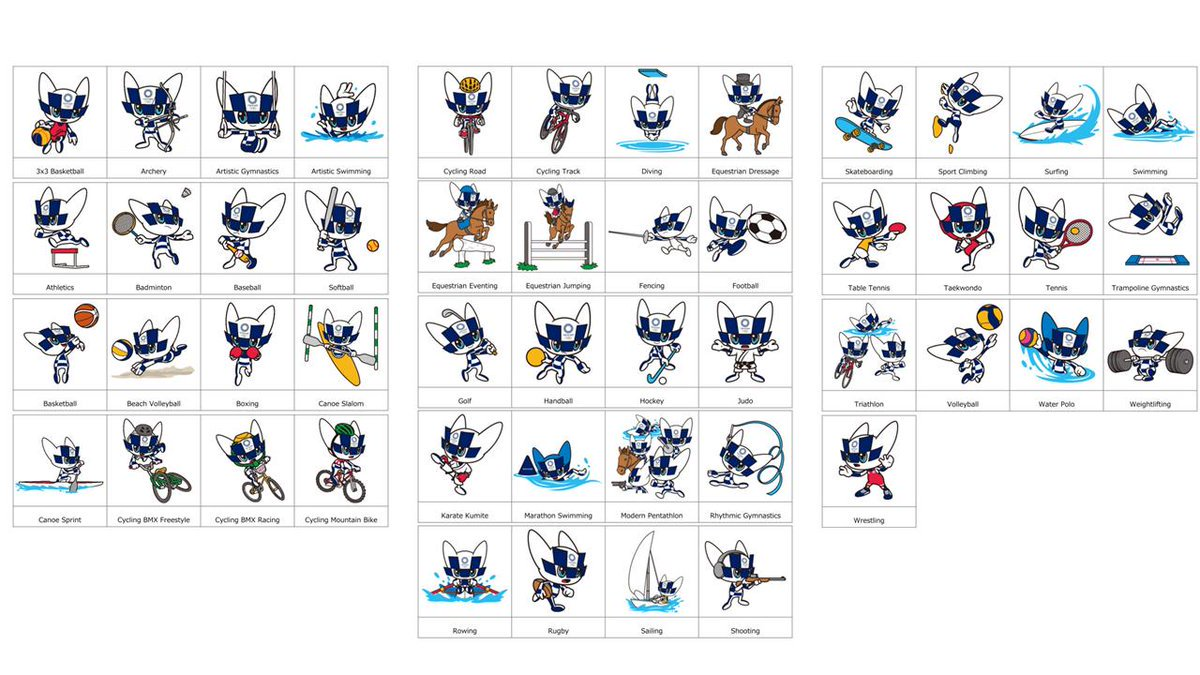 3x3 Basketball
Archery
Artistic Gymnastics
Artistic Swimming
Athletics
Badminton
Baseball
Softball
Basketball
Beach Volleyball
Boxing
Canoe Slalom
Canoe Sprint
Cycling BMX Freestyle
Cycling BMX Racing
Cycling Mountain Bike
Cycling Road
Cycling Track
Diving
Equestrian Dressage
Equestrian Eventing
Equestrian Jumping
Fencing
Football
Golf
Handball
Hockey
Judo
Karate Kumite
Marathon Swimming
Modern Pentathlon
Rhythmic Gymnastics
Rowing
Rugby
Sailing
Shooting
Skateboarding
Sport Climbing
Surfing
Swimming
Table Tennis
Taekwondo
Tennis
Trampoline Gymnastics
Triathlon
Volleyball
Water Polo
Weightlifting
Wrestling